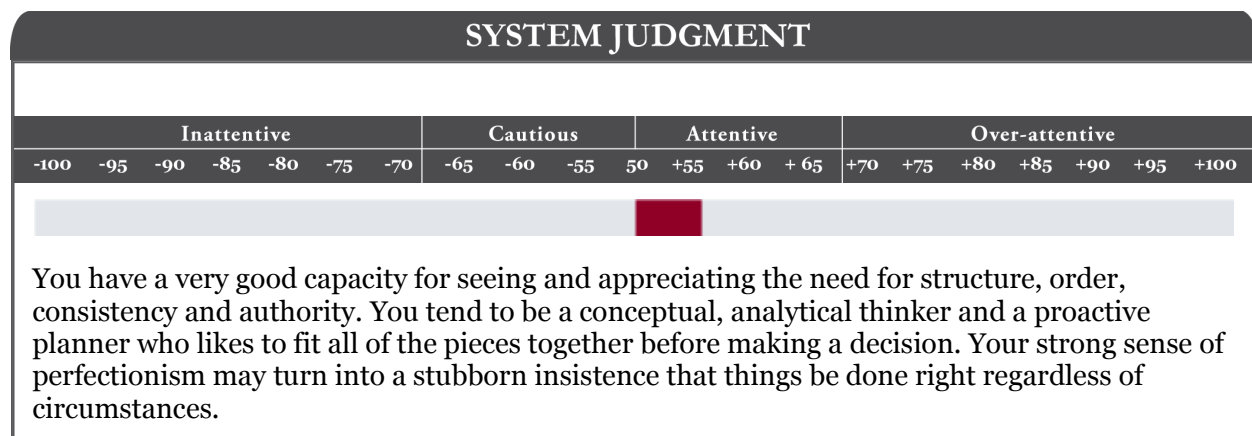 SYSTEM JUDGMENT
Inattentive Cautious Attentive Over-attentive
-100 -95 -90 -85 -80 -75 -70 -65 -60 -55 50 +55 +60 + 65 +70 +75 +80 +85 +90 +95 +100
You have a very good capacity for seeing and appreciating the need for structure, order,
consistency and authority. You tend to be a conceptual, analytical thinker and a proactive
planner who likes to fit all of the pieces together before making a decision. Your strong sense of
perfectionism may turn into a stubborn insistence that things be done right regardless of
circumstances.